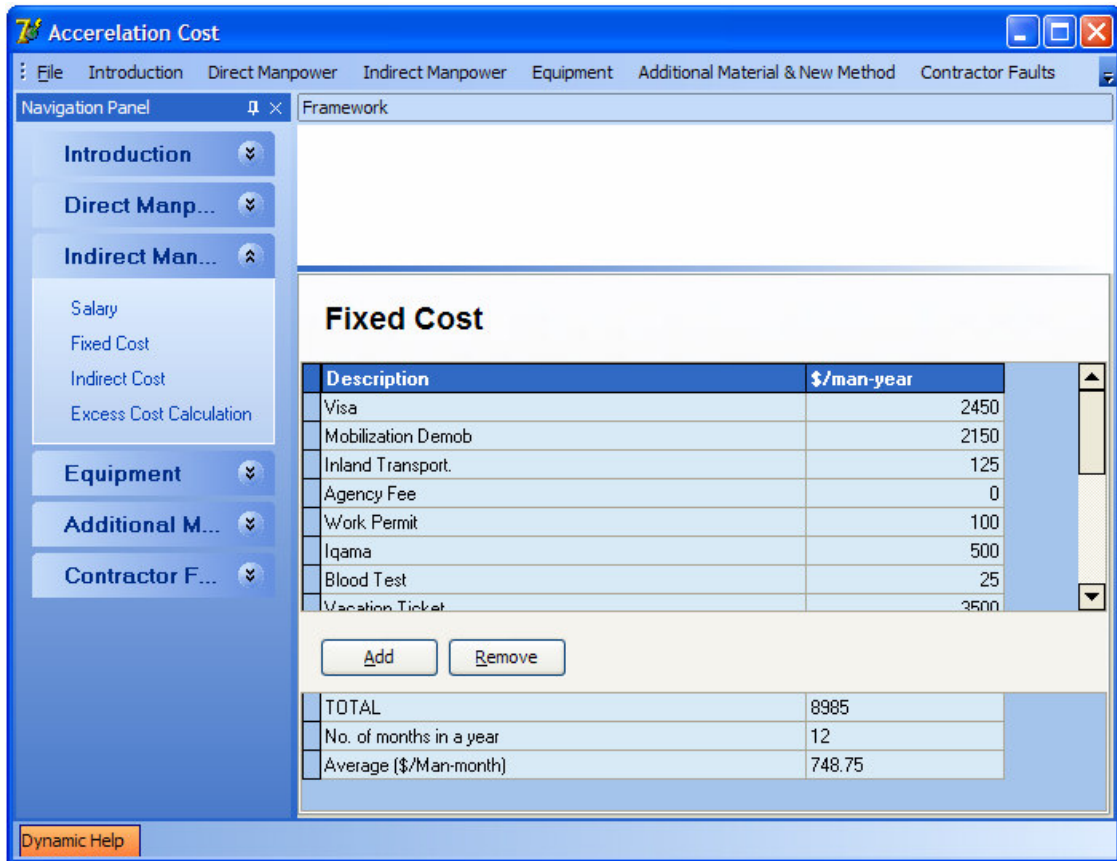 Accerelation Cost
File Introduction Direct Manpower Indirect Manpower Equipment Additional Material & New Method Contractor Faults
Navigation Panel
Framework
Introduction
Direct Manp...
Indirect Man...
Salary
Fixed Cost
Indirect Cost
Excess Cost Calculation
Equipment
Additional M...
Contractor F...
Fixed Cost
Description $/man-year
Visa 2450
Mobilization Demob 2150
Inland Transport. 125
Agency Fee 0
Work Permit 100
Iqama 500
Blood Test 25
Vacation Ticket 3500
Add Remove
TOTAL 8985
No. of months in a year 12
Average ($/Man-month) 748.75
Dynamic Help